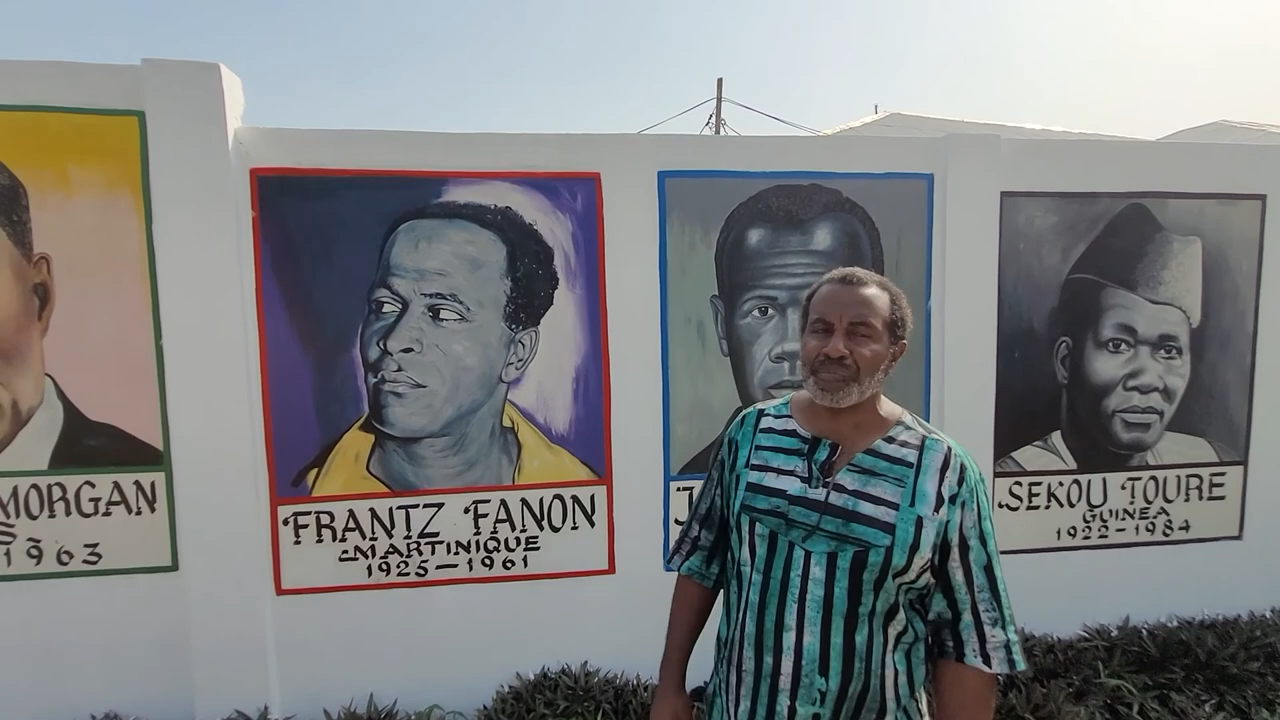 MORGAN
1963
FRANTZ FANON
MARTINIQUE
1925-1961
J
SEKOU TOURE
GUINEA
1922-1984